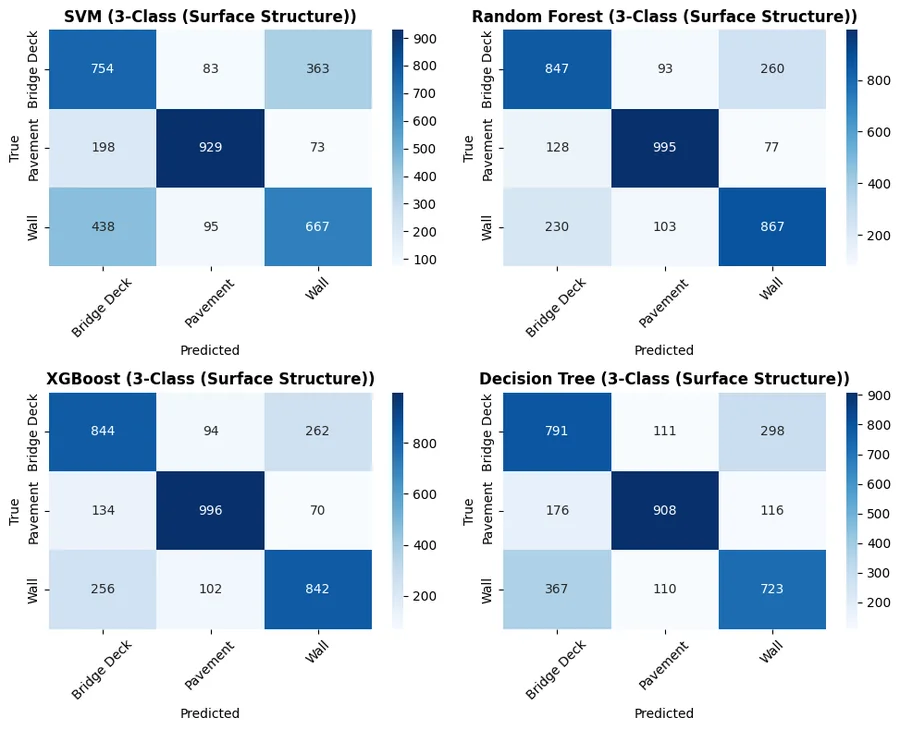 SVM (3-Class (Surface Structure))
True
Bridge Deck
Pavement
Wall
754 83 363
198 929 73
438 95 667
Bridge Deck Pavement Wall
Predicted
900
800
700
600
500
400
300
200
100
Random Forest (3-Class (Surface Structure))
True
Bridge Deck
Pavement
Wall
847 93 260
128 995 77
230 103 867
Bridge Deck Pavement Wall
Predicted
800
600
400
200
XGBoost (3-Class (Surface Structure))
True
Bridge Deck
Pavement
Wall
844 94 262
134 996 70
256 102 842
Bridge Deck Pavement Wall
Predicted
800
600
400
200
Decision Tree (3-Class (Surface Structure))
True
Bridge Deck
Pavement
Wall
791 111 298
176 908 116
367 110 723
Bridge Deck Pavement Wall
Predicted
900
800
700
600
500
400
300
200